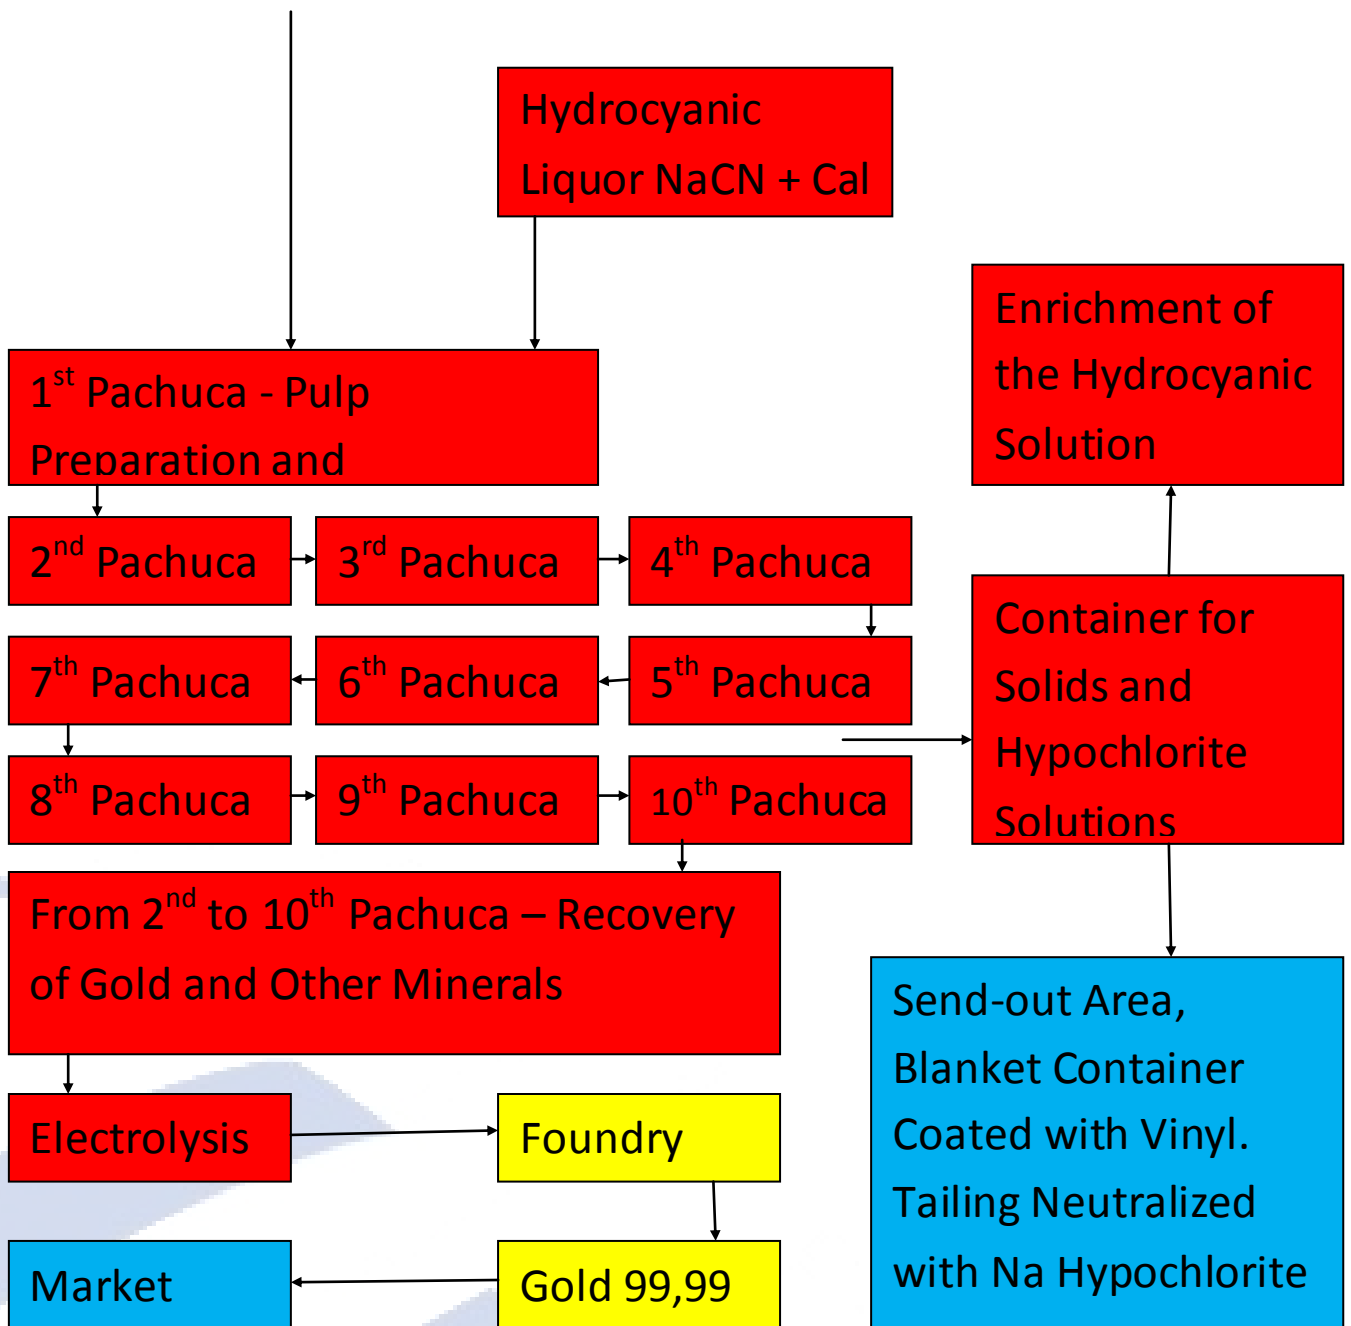 Hydrocyanic
Liquor NaCN + Cal
Enrichment of
the Hydrocyanic
Solution
1st Pachuca - Pulp
Preparation and
2nd Pachuca
3rd Pachuca
4th Pachuca
Container for
Solids and
Hypochlorite
Solutions
7th Pachuca
6th Pachuca
5th Pachuca
8th Pachuca
9th Pachuca
10th Pachuca
From 2nd to 10th Pachuca – Recovery
of Gold and Other Minerals
Send-out Area,
Blanket Container
Coated with Vinyl.
Tailing Neutralized
with Na Hypochlorite
Electrolysis
Foundry
Market
Gold 99,99